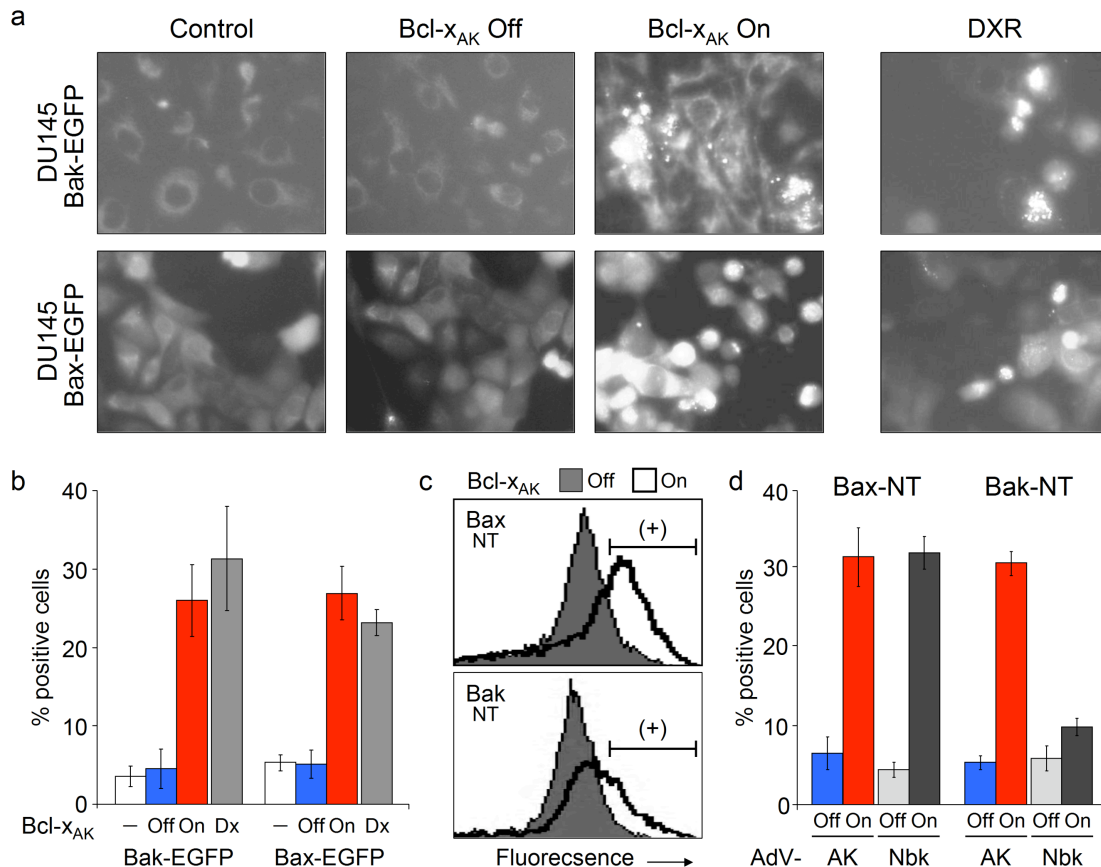 a
Control
Bcl-xAK Off
Bcl-xAK On
DXR
DU145
Bak-EGFP
DU145
Bax-EGFP
b
% positive cells
40
30
20
10
0
Bcl-xAK
– Off On Dx
– Off On Dx
Bak-EGFP
Bax-EGFP
c
Bcl-xAK Off On
Bax
NT
(+)
Bak
NT
(+)
Fluorecsence
d
Bax-NT
Bak-NT
% positive cells
40
30
20
10
0
Off On Off On
Off On Off On
AdV- AK Nbk AK Nbk